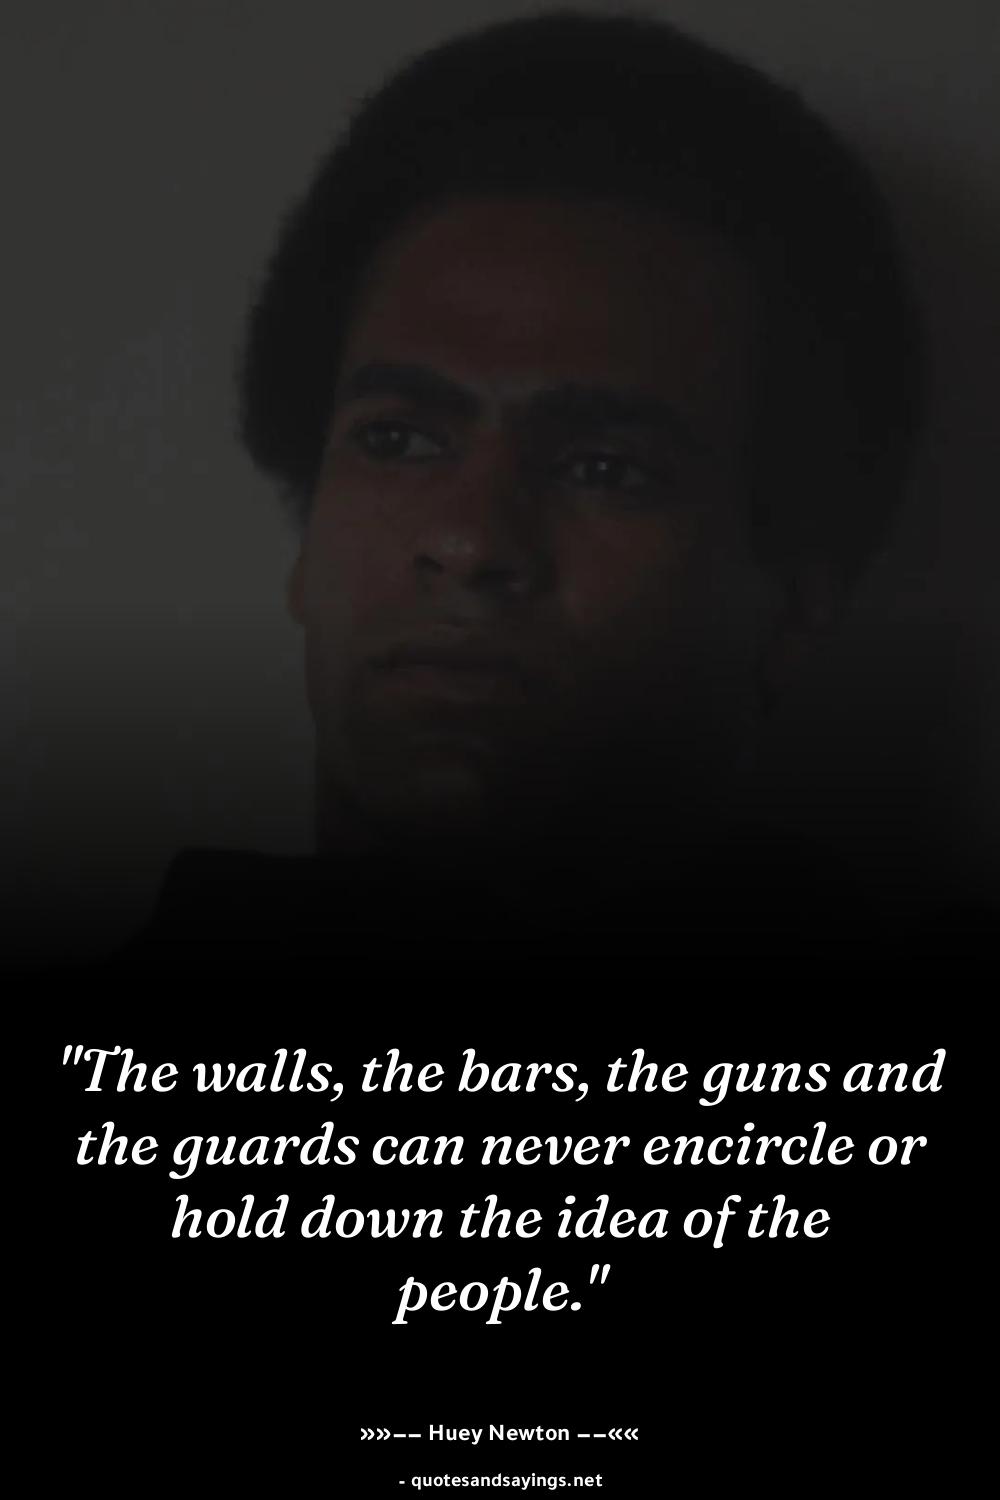 "The walls, the bars, the guns and
the guards can never encircle or
hold down the idea of the
people."
»»–– Huey Newton ––««
- quotesandsayings.net